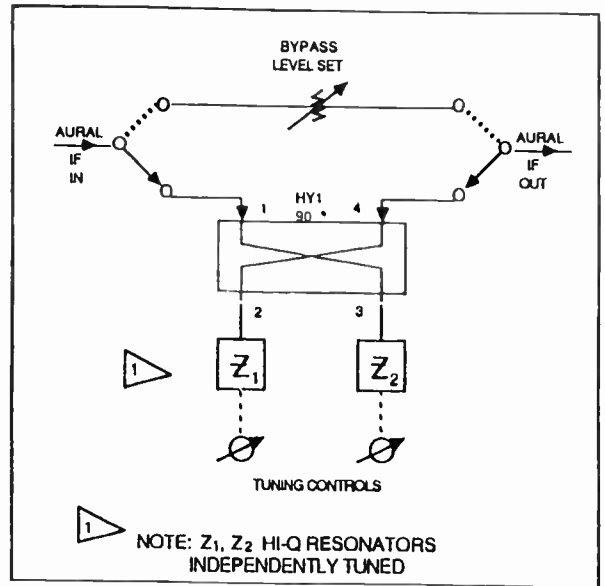 BYPASS
LEVEL SET
AURAL
IF
IN
AURAL
IF
OUT
1 HY1 4
90 °
2 3
1
Z1 Z2
TUNING CONTROLS
1
NOTE: Z1, Z2 HI-Q RESONATORS
INDEPENDENTLY TUNED